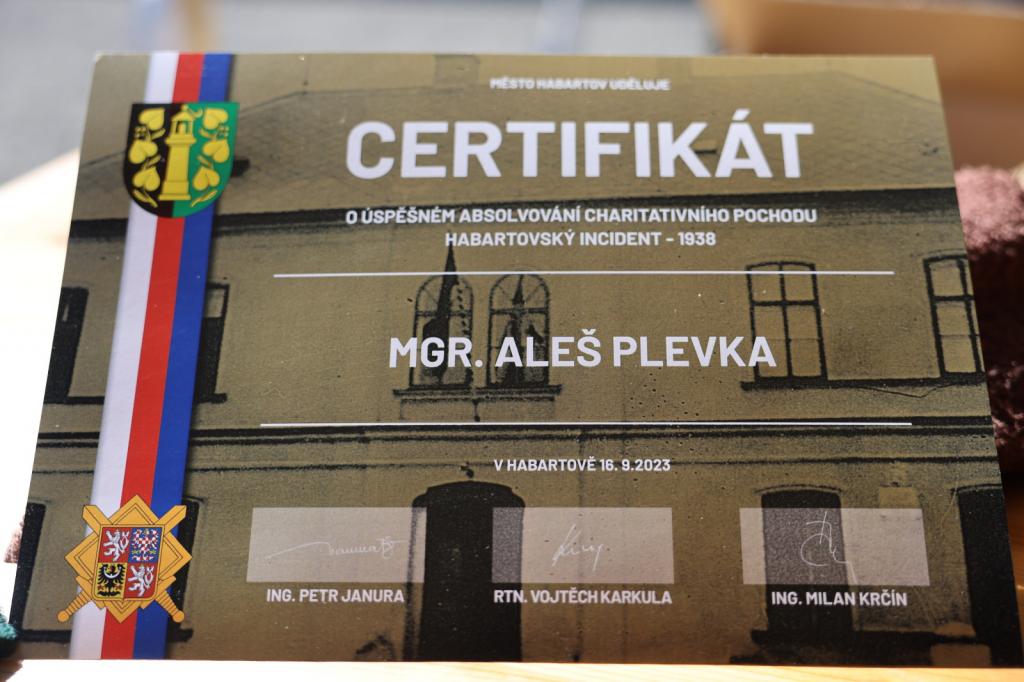 MĚSTO HABARTOV UDĚLUJE
CERTIFIKÁT
O ÚSPĚŠNÉM ABSOLVOVÁNÍ CHARITATIVNÍHO POCHODU
HABARTOVSKÝ INCIDENT - 1938
MGR. ALEŠ PLEVKA
V HABARTOVĚ 16. 9.2023
ING. PETR JANURA
RTN. VOJTĚCH KARKULA
ING. MILAN KRČÍN